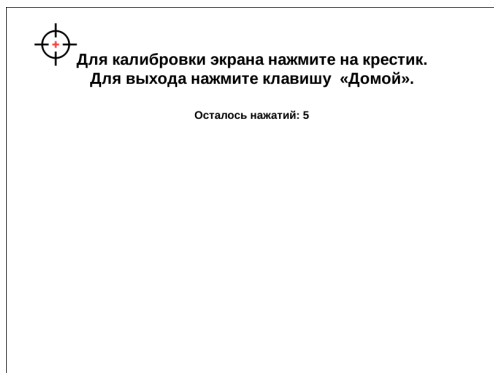 Для калибровки экрана нажмите на крестик.
Для выхода нажмите клавишу «Домой».
Осталось нажатий: 5